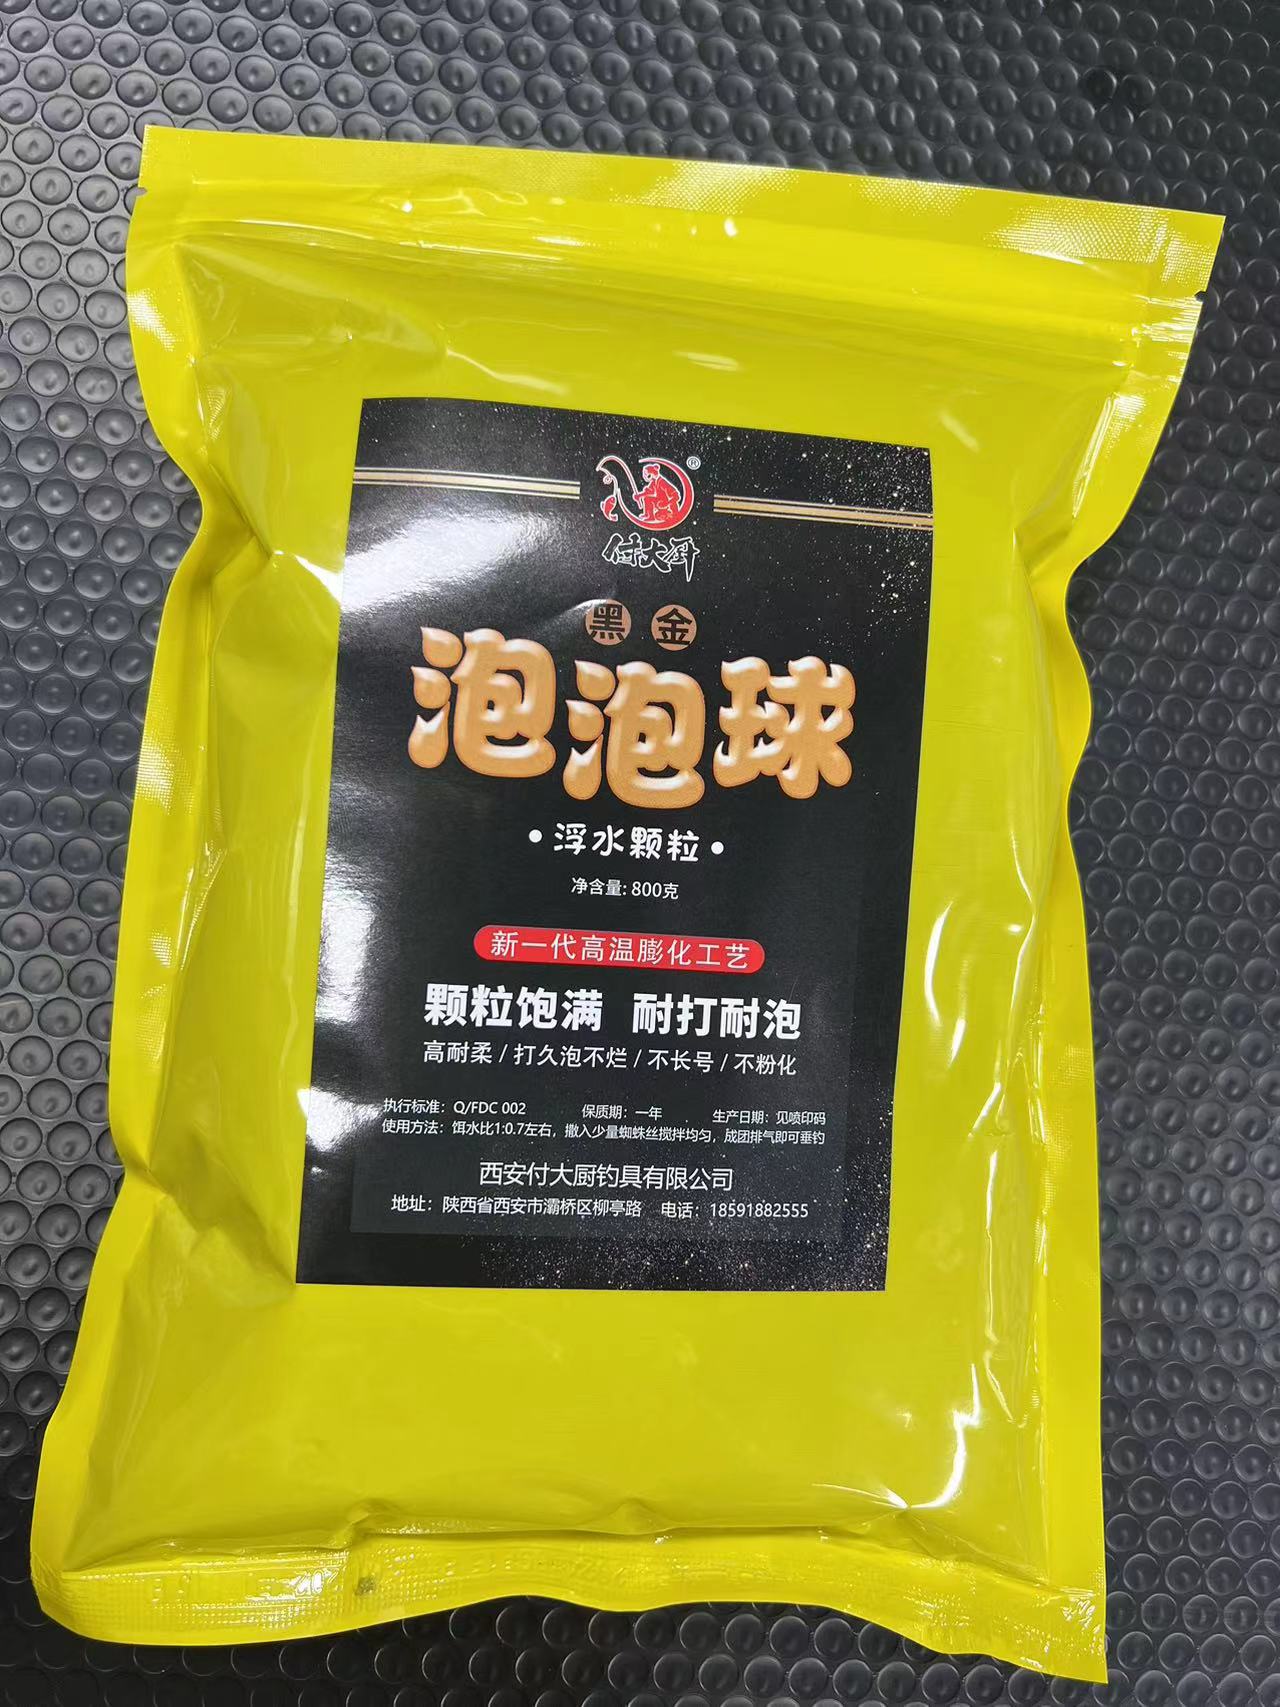 ®
付大厨
黑金
泡泡球
•浮水颗粒•
净含量: 800克
新一代高温膨化工艺
颗粒饱满 耐打耐泡
高耐柔 / 打久泡不烂 / 不长号 / 不粉化
执行标准: Q/FDC 002 保质期: 一年 生产日期: 见喷印码
使用方法: 饵水比1:0.7左右, 撒入少量蜘蛛丝搅拌均匀, 成团排气即可垂钓
西安付大厨钓具有限公司
地址: 陕西省西安市灞桥区柳亭路 电话: 18591882555